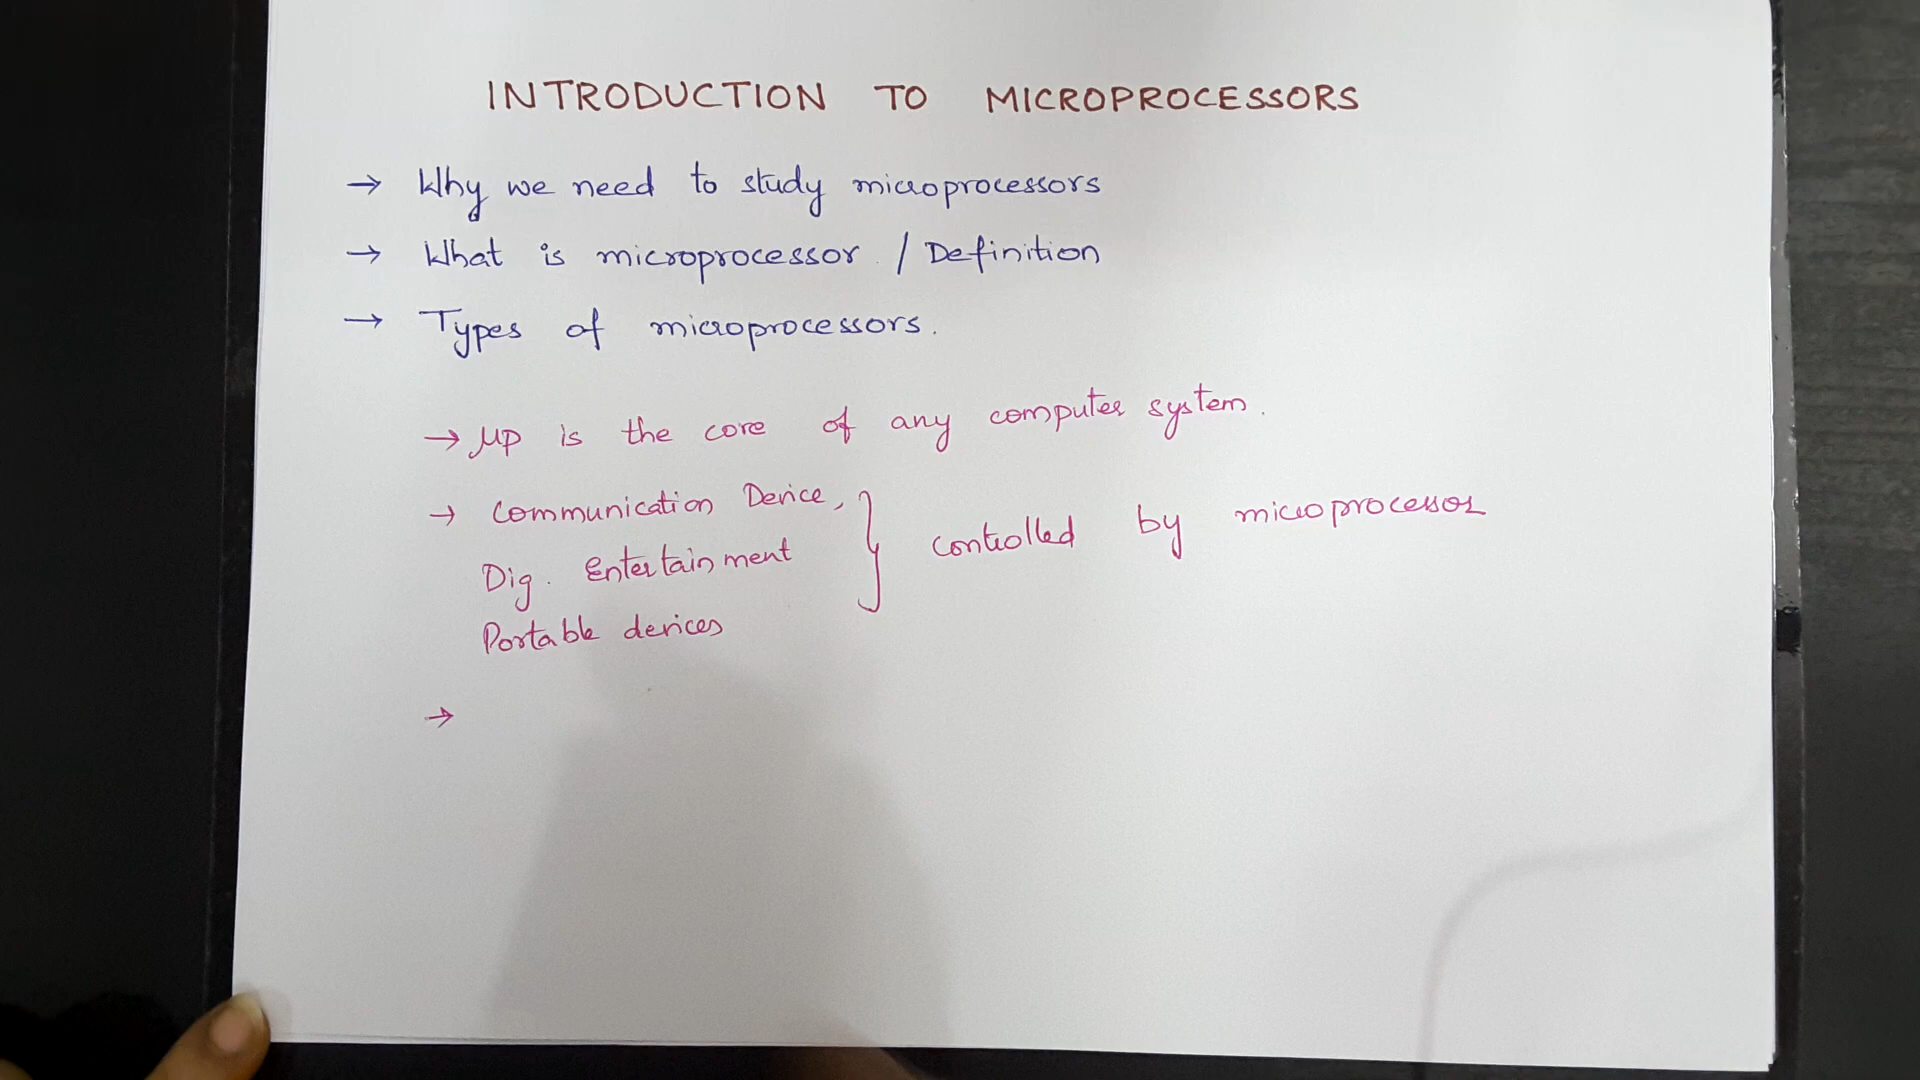 INTRODUCTION TO MICROPROCESSORS
→ Why we need to study microprocessors
→ What is microprocessor / Definition
→ Types of microprocessors.
→ μp is the core of any computer system.
→ Communication Device,
Dig. Entertainment } controlled by microprocessor
Portable devices
→